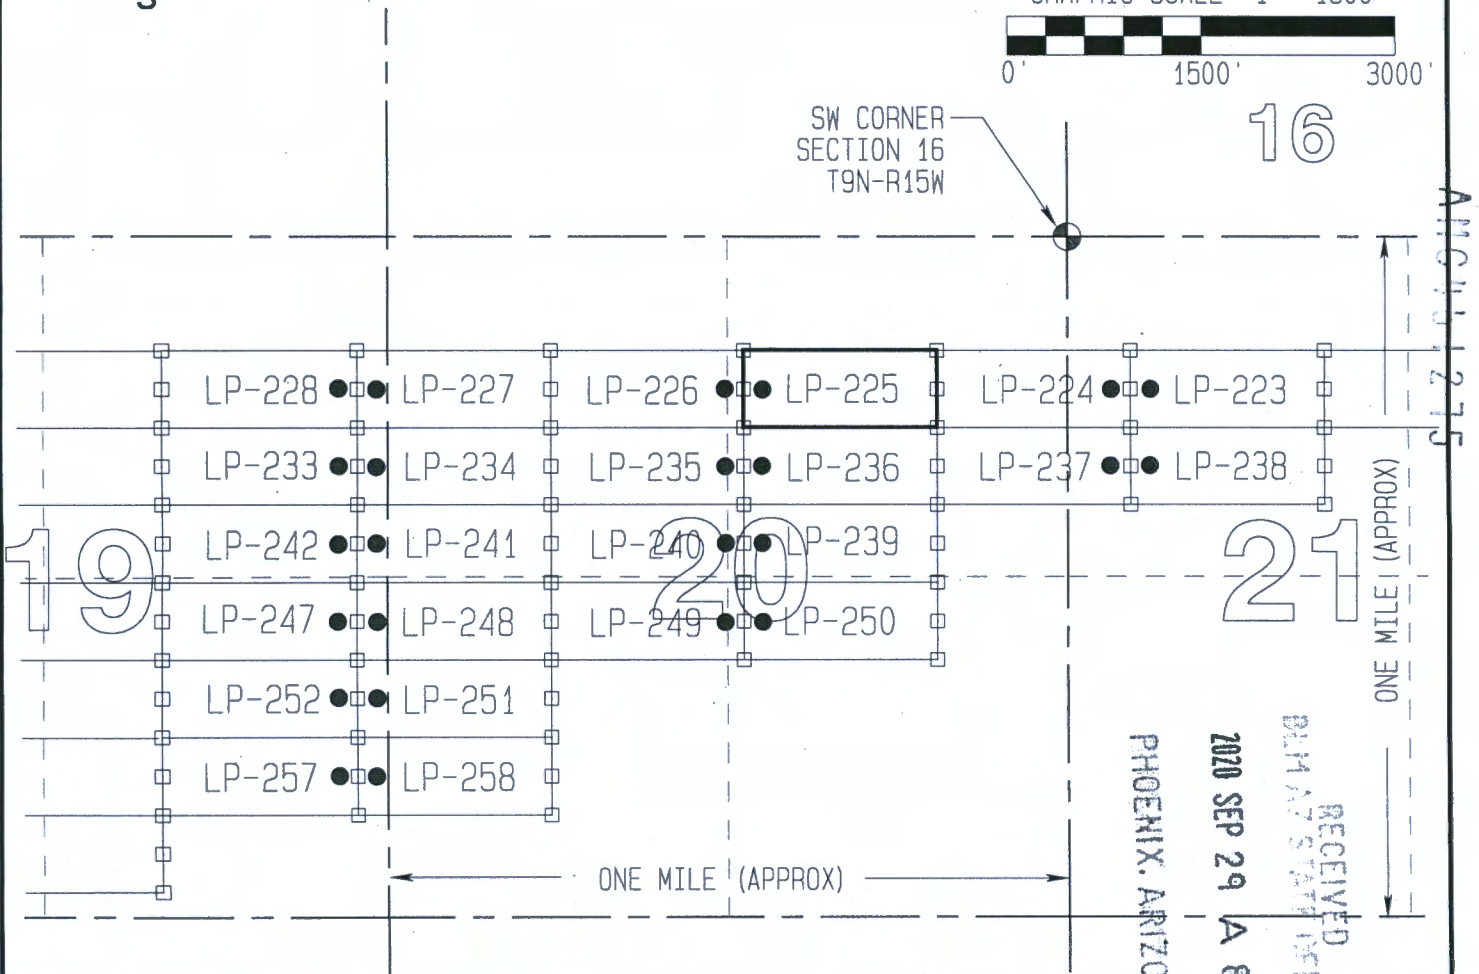 0'
1500'
3000'
16
SW CORNER
SECTION 16
T9N-R15W
LP-228
LP-227
LP-226
LP-225
LP-224
LP-223
LP-233
LP-234
LP-235
LP-236
LP-237
LP-238
LP-242
LP-241
LP-240
LP-239
19
20
21
LP-247
LP-248
LP-249
LP-250
LP-252
LP-251
LP-257
LP-258
ONE MILE (APPROX)
ONE MILE (APPROX)
RECEIVED
2020 SEP 29 A 8
PHOENIX, ARIZO